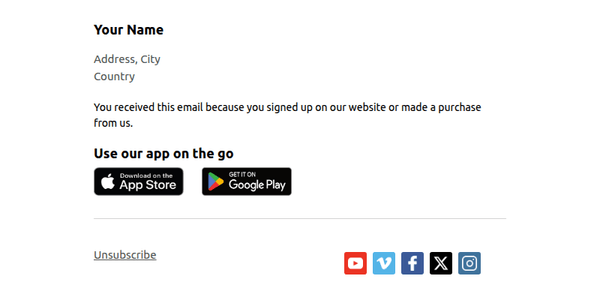 Your Name
Address, City
Country
You received this email because you signed up on our website or made a purchase
from us.
Use our app on the go
Download on the
App Store
GET IT ON
Google Play
Unsubscribe